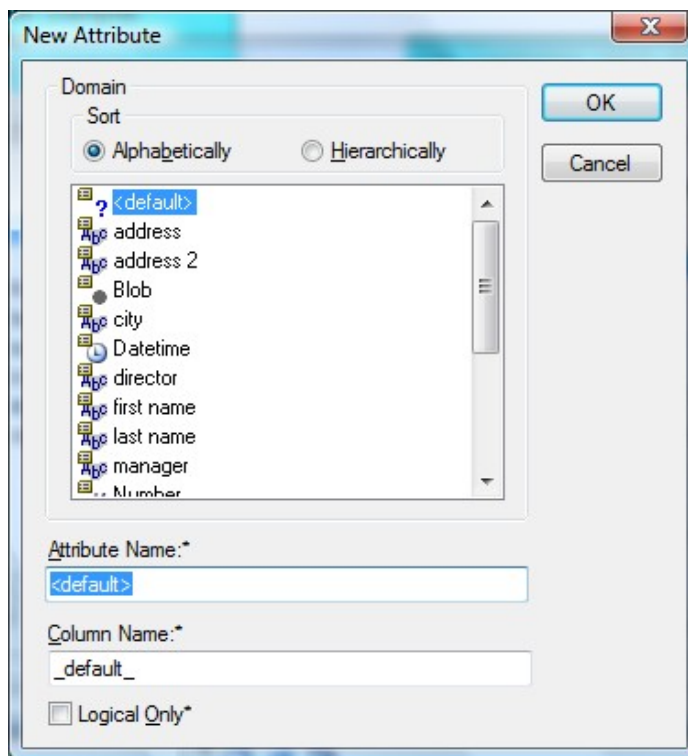 New Attribute
Domain
Sort
Alphabetically
Hierarchically
OK
Cancel
<default>
address
address 2
Blob
city
Datetime
director
first name
last name
manager
Number
Attribute Name:*
<default>
Column Name:*
_default_
Logical Only*